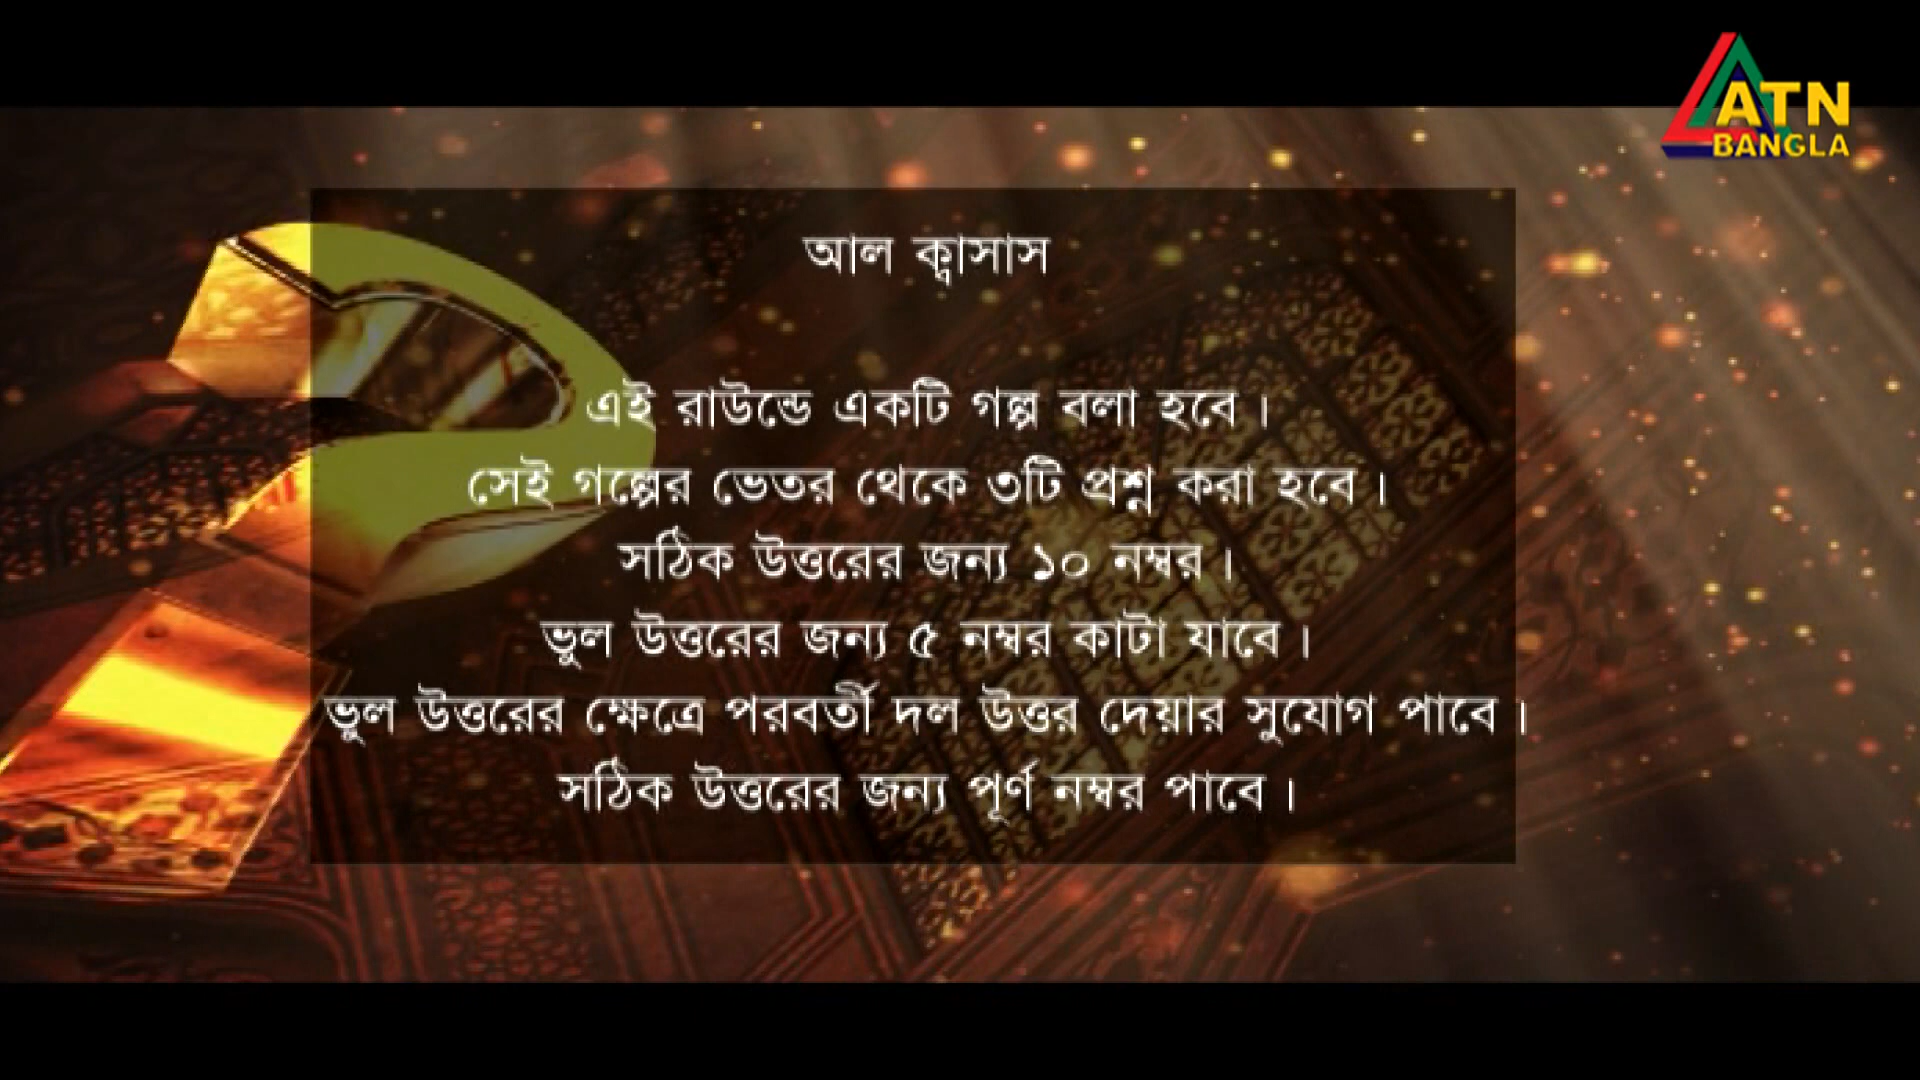 ATN
BANGLA
আল ক্বাসাস
এই রাউন্ডে একটি গল্প বলা হবে।
সেই গল্পের ভেতর থেকে ৩টি প্রশ্ন করা হবে।
সঠিক উত্তরের জন্য ১০ নম্বর।
ভুল উত্তরের জন্য ৫ নম্বর কাটা যাবে।
ভুল উত্তরের ক্ষেত্রে পরবর্তী দল উত্তর দেয়ার সুযোগ পাবে।
সঠিক উত্তরের জন্য পূর্ণ নম্বর পাবে।